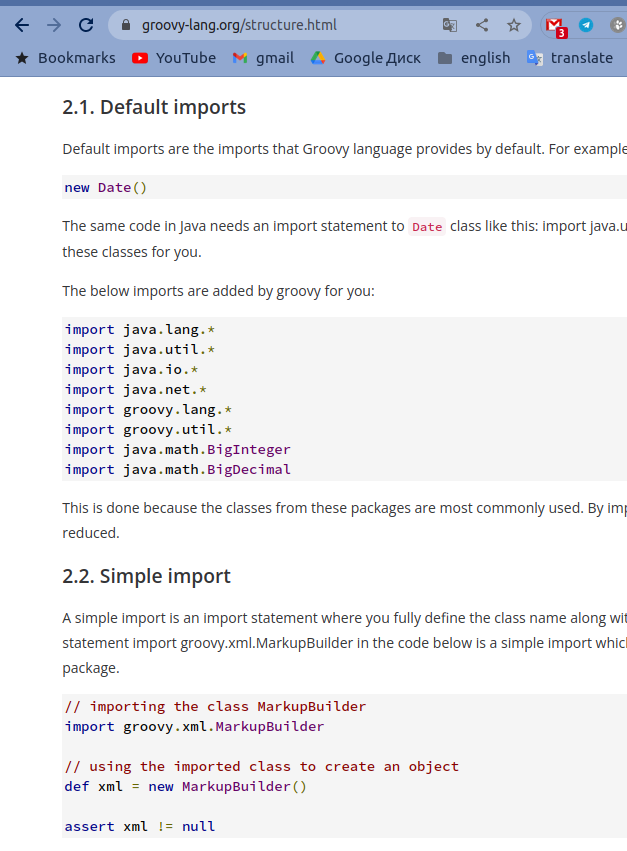 groovy-lang.org/structure.html
3
Bookmarks YouTube gmail Google Диск english translate
2.1. Default imports
Default imports are the imports that Groovy language provides by default. For example
new Date()
The same code in Java needs an import statement to Date class like this: import java.u
these classes for you.
The below imports are added by groovy for you:
import java.lang.*
import java.util.*
import java.io.*
import java.net.*
import groovy.lang.*
import groovy.util.*
import java.math.BigInteger
import java.math.BigDecimal
This is done because the classes from these packages are most commonly used. By imp
reduced.
2.2. Simple import
A simple import is an import statement where you fully define the class name along wit
statement import groovy.xml.MarkupBuilder in the code below is a simple import whic
package.
// importing the class MarkupBuilder
import groovy.xml.MarkupBuilder
// using the imported class to create an object
def xml = new MarkupBuilder()
assert xml != null